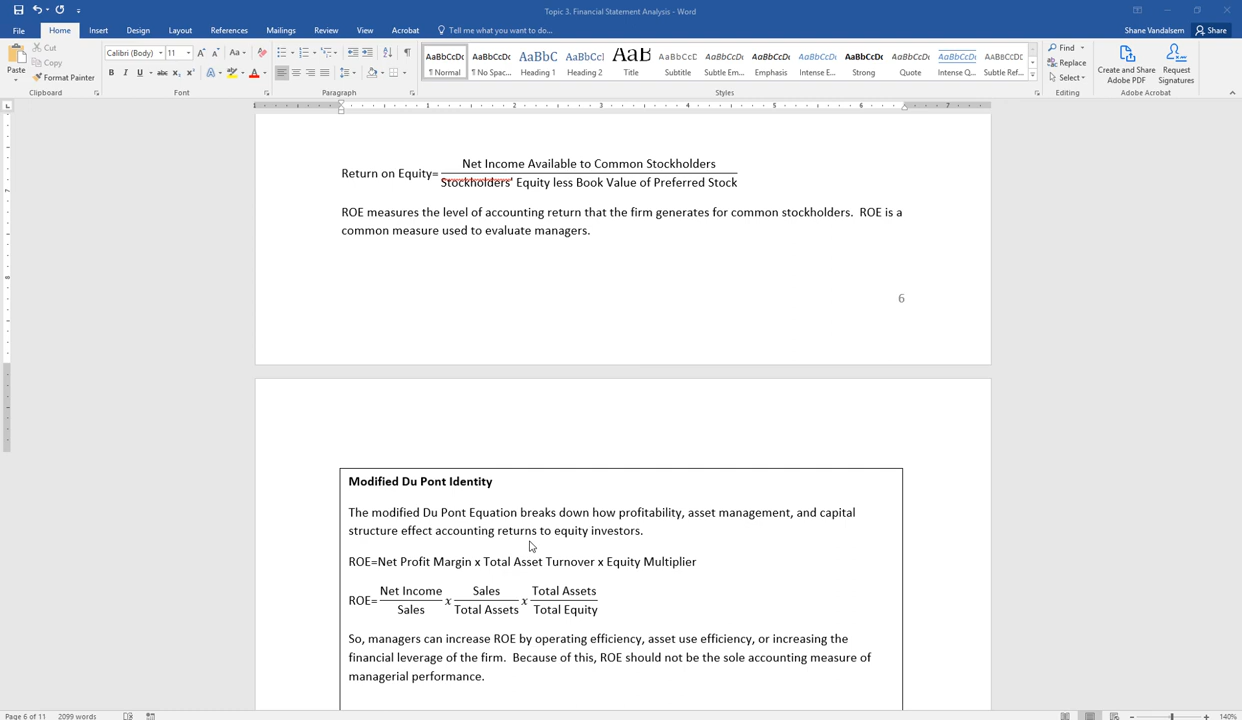 Topic 3. Financial Statement Analysis - Word
Shane Vandalsem
Share
File Home Insert Design Layout References Mailings Review View Acrobat Tell me what you want to do...
Cut
Copy
Format Painter
Paste
Calibri (Body) 11
AaBbCcDc AaBbCcDc AaBbC AaBbCcI AaB AaBbCcD AaBbCcDc AaBbCcDc AaBbCcDc AaBbCcDc AaBbCcDc AaBbCcDc AaBbCcDc
¶ Normal ¶ No Spac... Heading 1 Heading 2 Title Subtitle Subtle Em... Emphasis Intense E... Strong Quote Intense Q... Subtle Ref...
Find
Replace
Select
Create and Share Adobe PDF
Request Signatures
Clipboard Font Paragraph Styles Editing Adobe Acrobat
1 1 2 3 4 5 6 7
Net Income Available to Common Stockholders
Return on Equity=
Stockholders' Equity less Book Value of Preferred Stock
ROE measures the level of accounting return that the firm generates for common stockholders. ROE is a
common measure used to evaluate managers.
6
Modified Du Pont Identity
The modified Du Pont Equation breaks down how profitability, asset management, and capital
structure effect accounting returns to equity investors.
ROE=Net Profit Margin x Total Asset Turnover x Equity Multiplier
Net Income Sales Total Assets
ROE= x x
Sales Total Assets Total Equity
So, managers can increase ROE by operating efficiency, asset use efficiency, or increasing the
financial leverage of the firm. Because of this, ROE should not be the sole accounting measure of
managerial performance.
Page 6 of 11 2099 words 140%